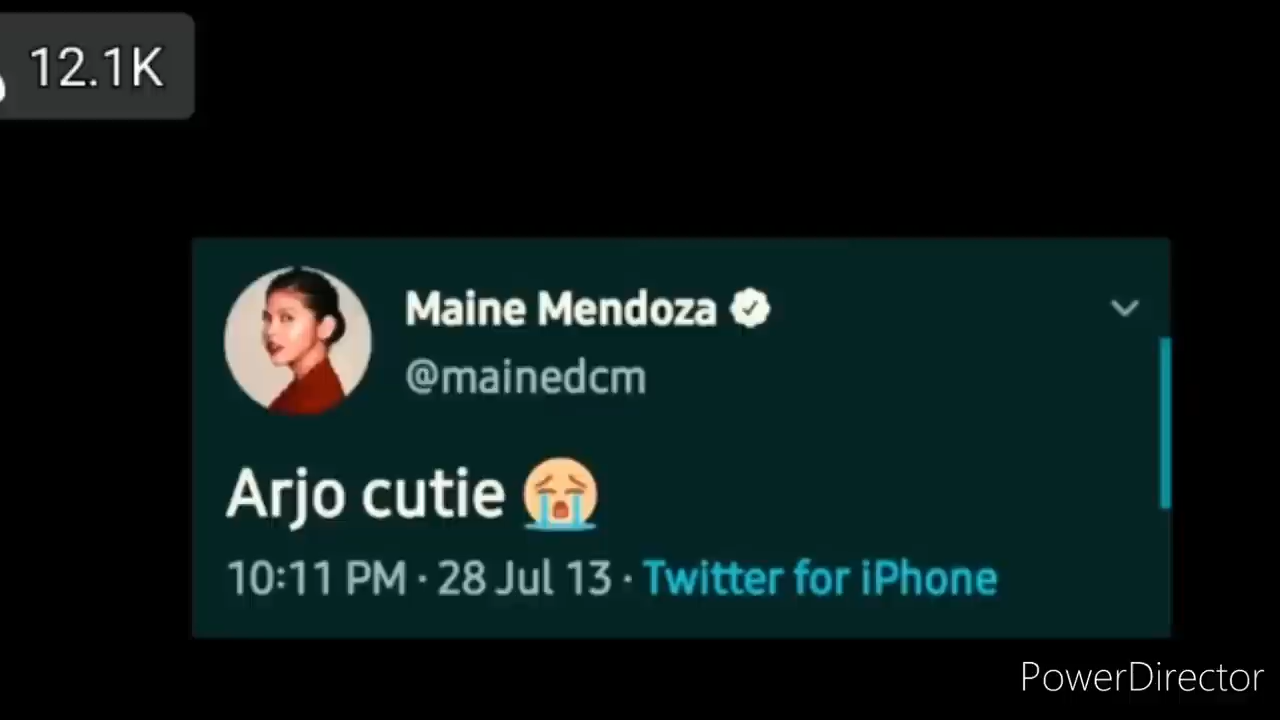 12.1K
Maine Mendoza
@mainedcm
Arjo cutie 😭
10:11 PM · 28 Jul 13 · Twitter for iPhone
PowerDirector